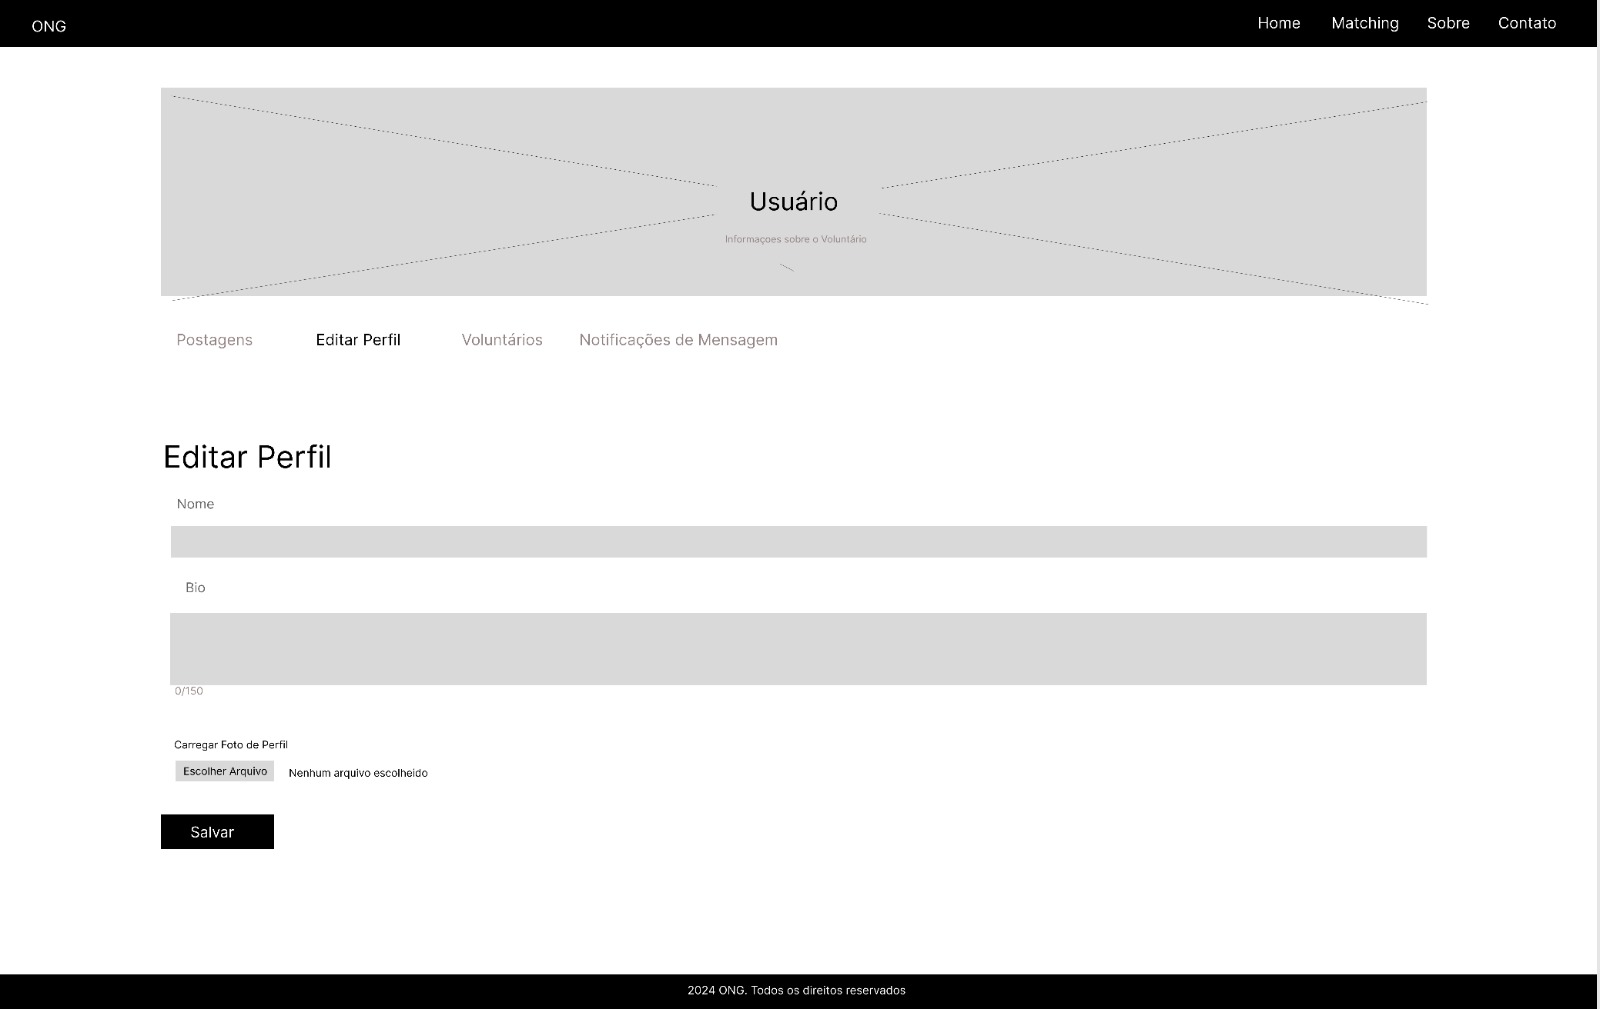 ONG
Home Matching Sobre Contato
Usuário
Informaçoes sobre o Voluntário
Postagens Editar Perfil Voluntários Notificações de Mensagem
Editar Perfil
Nome
Bio
0/150
Carregar Foto de Perfil
Escolher Arquivo Nenhum arquivo escolheido
Salvar
2024 ONG. Todos os direitos reservados